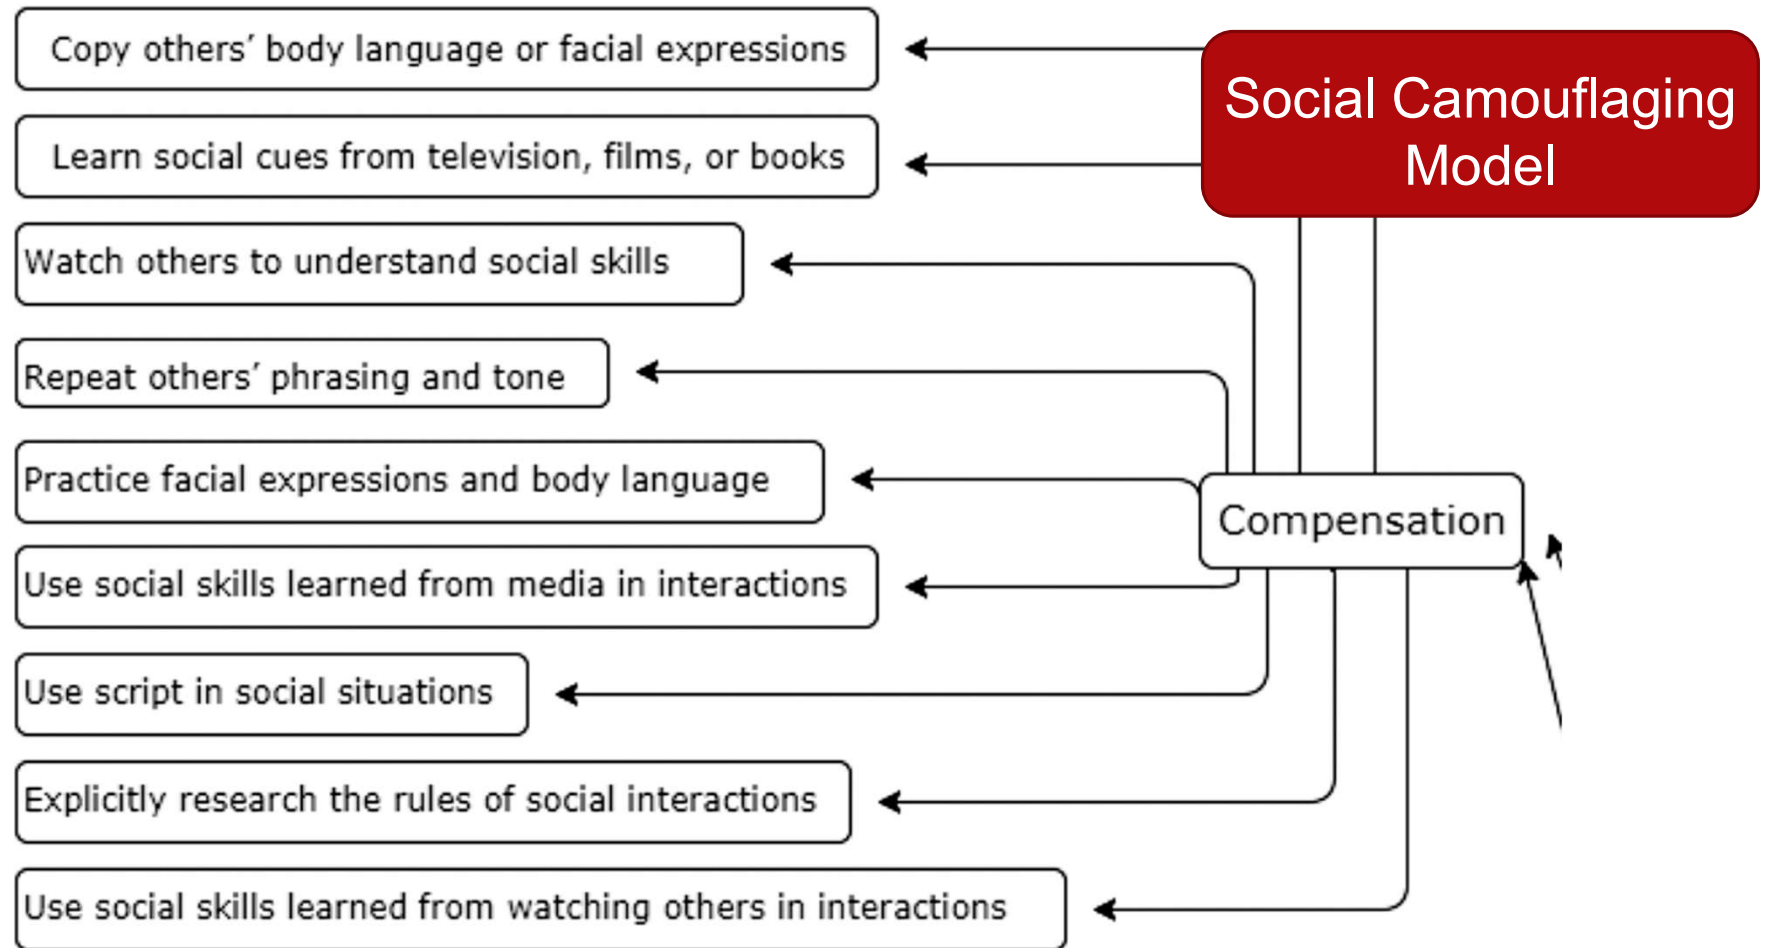 Copy others’ body language or facial expressions
Social Camouflaging
Model
Learn social cues from television, films, or books
Watch others to understand social skills
Repeat others’ phrasing and tone
Practice facial expressions and body language
Compensation
Use social skills learned from media in interactions
Use script in social situations
Explicitly research the rules of social interactions
Use social skills learned from watching others in interactions